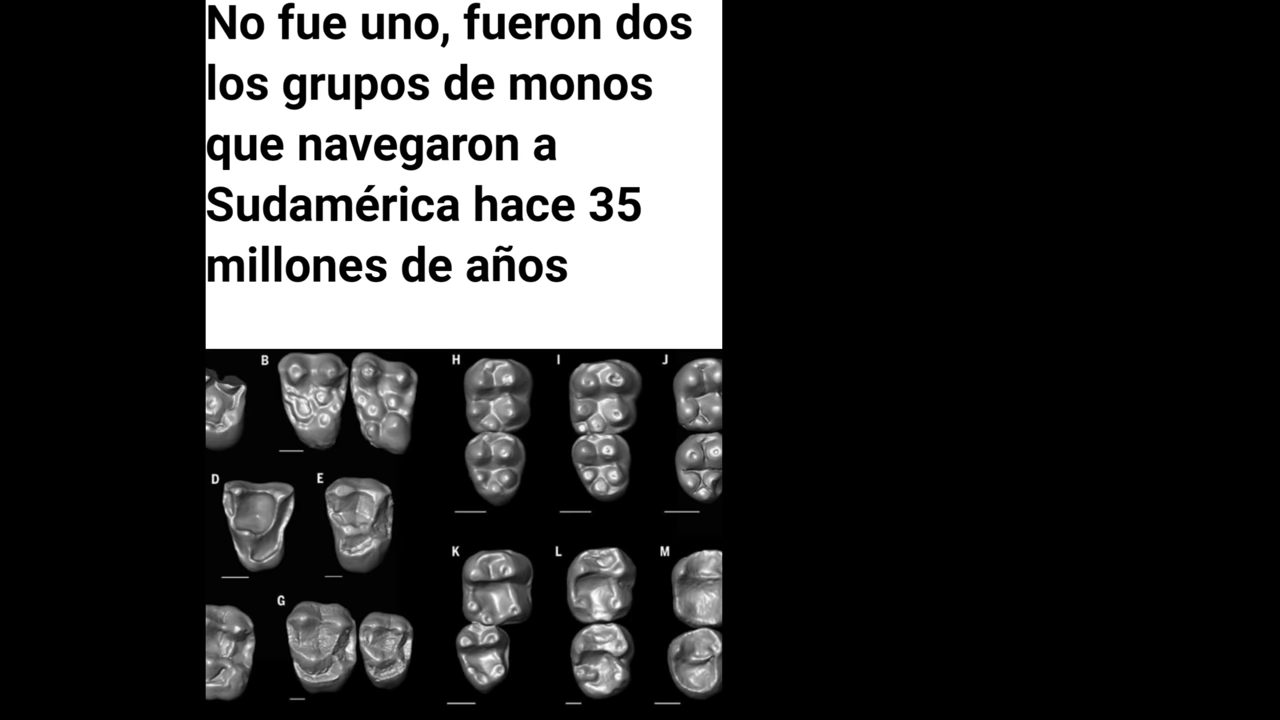 No fue uno, fueron dos
los grupos de monos
que navegaron a
Sudamérica hace 35
millones de años
B
H
I
J
D
E
K
L
M
G